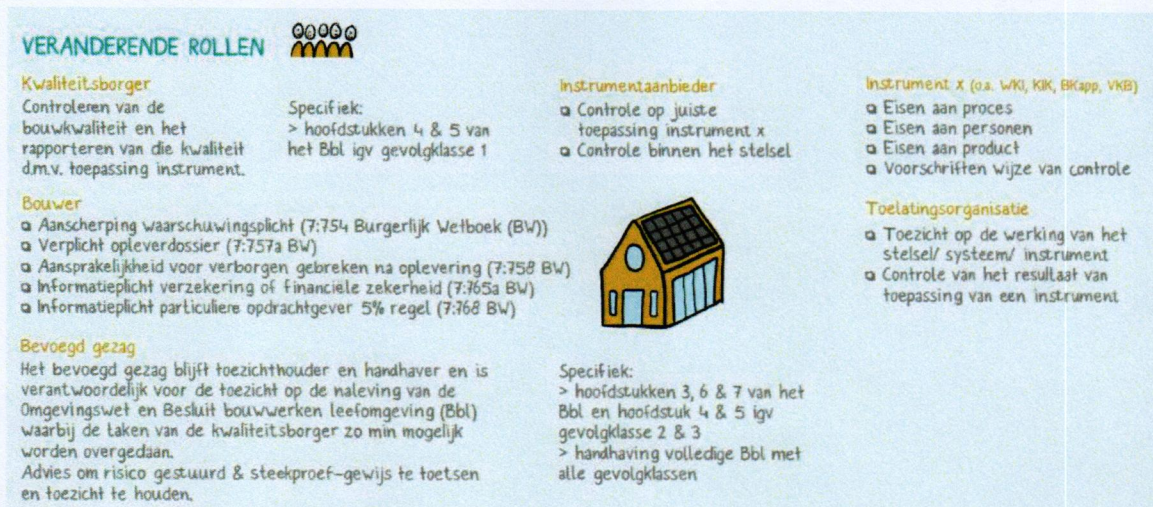 VERANDERENDE ROLLEN
Kwaliteitsborger
Controleren van de
bouwkwaliteit en het
rapporteren van die kwaliteit
d.m.v. toepassing instrument.
Specifiek:
> hoofdstukken 4 & 5 van
het Bbl igv gevolgklasse 1
Instrumentaanbieder
Controle op juiste
toepassing instrument x
Controle binnen het stelsel
Instrument x (o.a. WKI, KIK, BKapp, VKB)
Eisen aan proces
Eisen aan personen
Eisen aan product
Voorschriften wijze van controle
Bouwer
Aanscherping waarschuwingsplicht (7:754 Burgerlijk Wetboek (BW))
Verplicht opleverdossier (7:757a BW)
Aansprakelijkheid voor verborgen gebreken na oplevering (7:758 BW)
Informatieplicht verzekering of financiele zekerheid (7:765a BW)
Informatieplicht particuliere opdrachtgever 5% regel (7:768 BW)
Toelatingsorganisatie
Toezicht op de werking van het
stelsel/ systeem/ instrument
Controle van het resultaat van
toepassing van een instrument
Bevoegd gezag
Het bevoegd gezag blijft toezichthouder en handhaver en is
verantwoordelijk voor de toezicht op de naleving van de
Omgevingswet en Besluit bouwwerken leefomgeving (Bbl)
waarbij de taken van de kwaliteitsborger zo min mogelijk
worden overgedaan.
Advies om risico gestuurd & steekproef-gewijs te toetsen
en toezicht te houden.
Specifiek:
> hoofdstukken 3, 6 & 7 van het
Bbl en hoofdstuk 4 & 5 igv
gevolgklasse 2 & 3
> handhaving volledige Bbl met
alle gevolgklassen